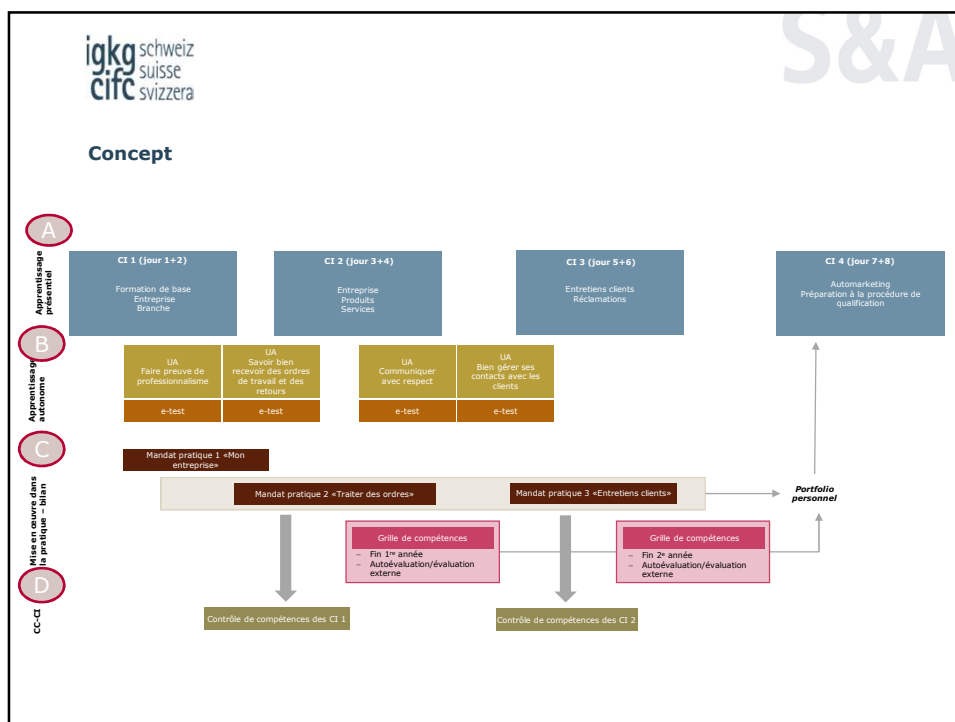 igkg schweiz
suisse
cifc svizzera
S&A
Concept
A
Apprentissage
présentiel
CI 1 (jour 1+2)
Formation de base
Entreprise
Branche
CI 2 (jour 3+4)
Entreprise
Produits
Services
CI 3 (jour 5+6)
Entretiens clients
Réclamations
CI 4 (jour 7+8)
Automarketing
Préparation à la procédure de
qualification
B
Apprentissage
autonome
UA
Faire preuve de
professionnalisme
UA
Savoir bien
recevoir des ordres
de travail et des
retours
UA
Communiquer
avec respect
UA
Bien gérer ses
contacts avec les
clients
e-test
e-test
e-test
e-test
C
Mise en œuvre dans
la pratique – bilan
Mandat pratique 1 «Mon
entreprise»
Mandat pratique 2 «Traiter des ordres»
Mandat pratique 3 «Entretiens clients»
Portfolio
personnel
Grille de compétences
– Fin 1re année
– Autoévaluation/évaluation
externe
Grille de compétences
– Fin 2e année
– Autoévaluation/évaluation
externe
D
CC-CI
Contrôle de compétences des CI 1
Contrôle de compétences des CI 2